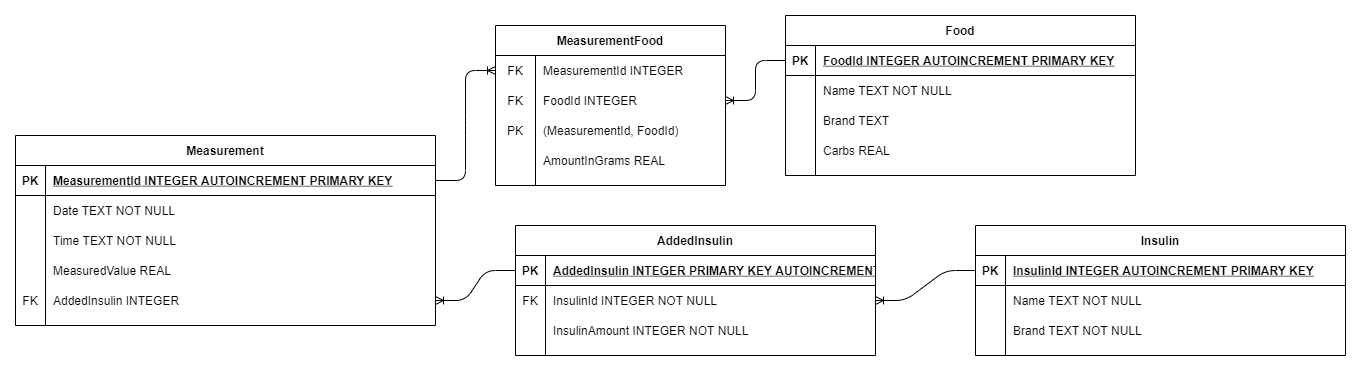 MeasurementFood
FK MeasurementId INTEGER
FK FoodId INTEGER
PK (MeasurementId, FoodId)
AmountInGrams REAL
Food
PK FoodId INTEGER AUTOINCREMENT PRIMARY KEY
Name TEXT NOT NULL
Brand TEXT
Carbs REAL
Measurement
PK MeasurementId INTEGER AUTOINCREMENT PRIMARY KEY
Date TEXT NOT NULL
Time TEXT NOT NULL
MeasuredValue REAL
FK AddedInsulin INTEGER
AddedInsulin
PK AddedInsulin INTEGER PRIMARY KEY AUTOINCREMENT
FK InsulinId INTEGER NOT NULL
InsulinAmount INTEGER NOT NULL
Insulin
PK InsulinId INTEGER AUTOINCREMENT PRIMARY KEY
Name TEXT NOT NULL
Brand TEXT NOT NULL